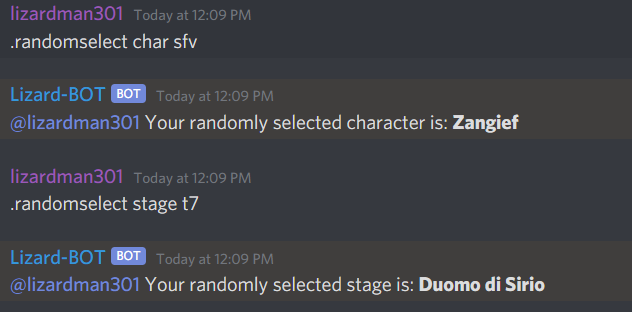 lizardman301 Today at 12:09 PM
.randomselect char sfv
Lizard-BOT BOT Today at 12:09 PM
@lizardman301 Your randomly selected character is: Zangief
lizardman301 Today at 12:09 PM
.randomselect stage t7
Lizard-BOT BOT Today at 12:09 PM
@lizardman301 Your randomly selected stage is: Duomo di Sirio